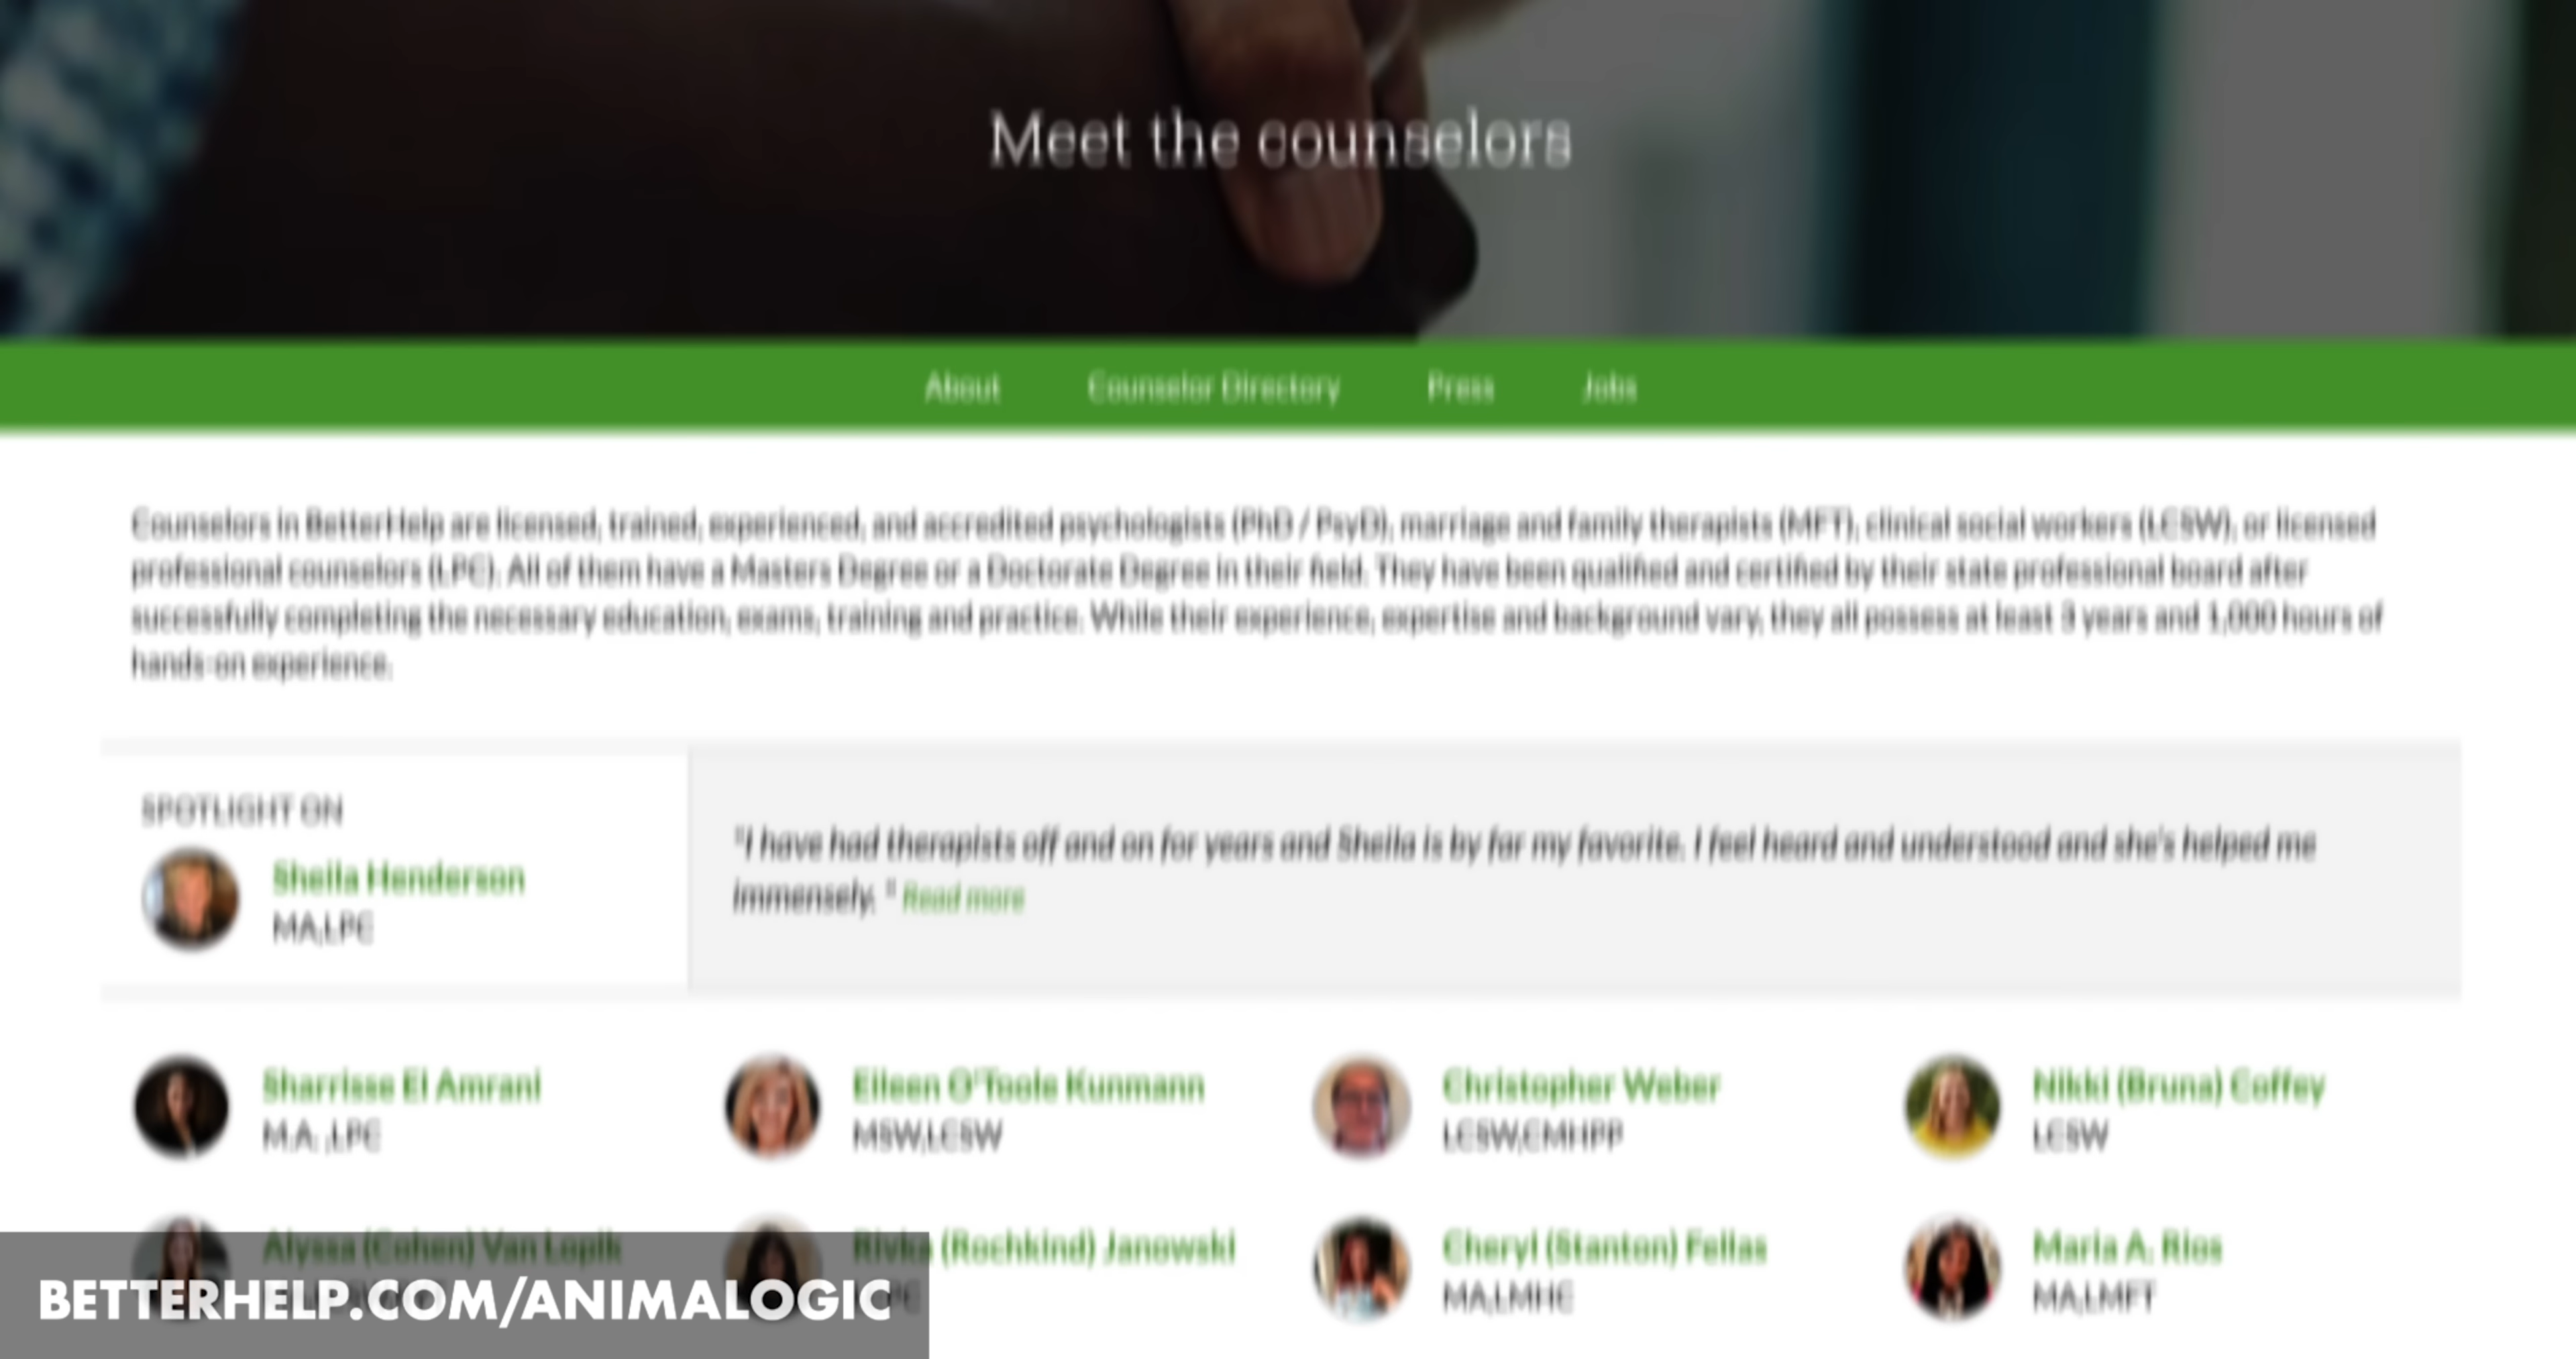 Meet the counselors
About Counselor Directory Press Jobs
Counselors in BetterHelp are licensed, trained, experienced, and accredited psychologists (PhD / PsyD), marriage and family therapists (MFT), clinical social workers (LCSW), or licensed
professional counselors (LPC). All of them have a Masters Degree or a Doctorate Degree in their field. They have been qualified and certified by their state professional board after
successfully completing the necessary education, exams, training and practice. While their experience, expertise and background vary, they all possess at least 3 years and 1,000 hours of
hands-on experience.
SPOTLIGHT ON
Sheila Henderson
MA,LPC
"I have had therapists off and on for years and Sheila is by far my favorite. I feel heard and understood and she's helped me
immensely. " Read more
Sharrisse El Amrani
M.A. ,LPC
Eileen O'Toole Kunmann
MSW,LCSW
Christopher Weber
LCSW,CMHPP
Nikki (Bruna) Coffey
LCSW
Alyssa (Cohen) Van Lopik
Rivka (Rochkind) Janowski
Cheryl (Stanton) Fellas
MA,LMHC
Maria A. Rios
MA,LMFT
BETTERHELP.COM/ANIMALOGIC